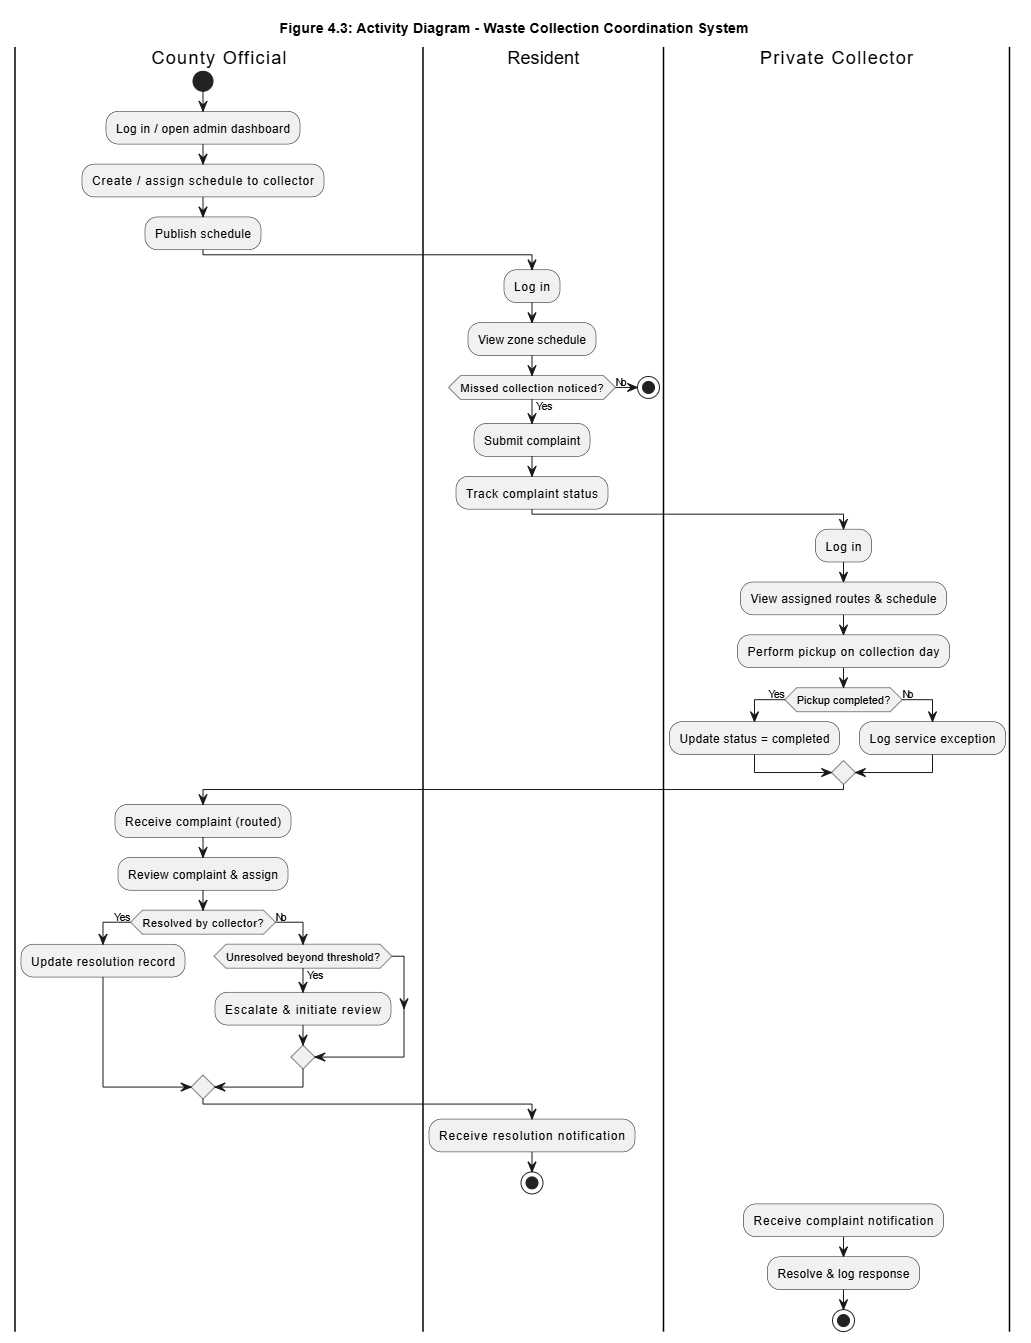 Figure 4.3: Activity Diagram - Waste Collection Coordination System
County Official
Resident
Private Collector
Log in / open admin dashboard
Create / assign schedule to collector
Publish schedule
Log in
View zone schedule
Missed collection noticed?
No
Yes
Submit complaint
Track complaint status
Log in
View assigned routes & schedule
Perform pickup on collection day
Yes
Pickup completed?
No
Update status = completed
Log service exception
Receive complaint (routed)
Review complaint & assign
Yes
Resolved by collector?
No
Update resolution record
Unresolved beyond threshold?
Yes
Escalate & initiate review
Receive resolution notification
Receive complaint notification
Resolve & log response